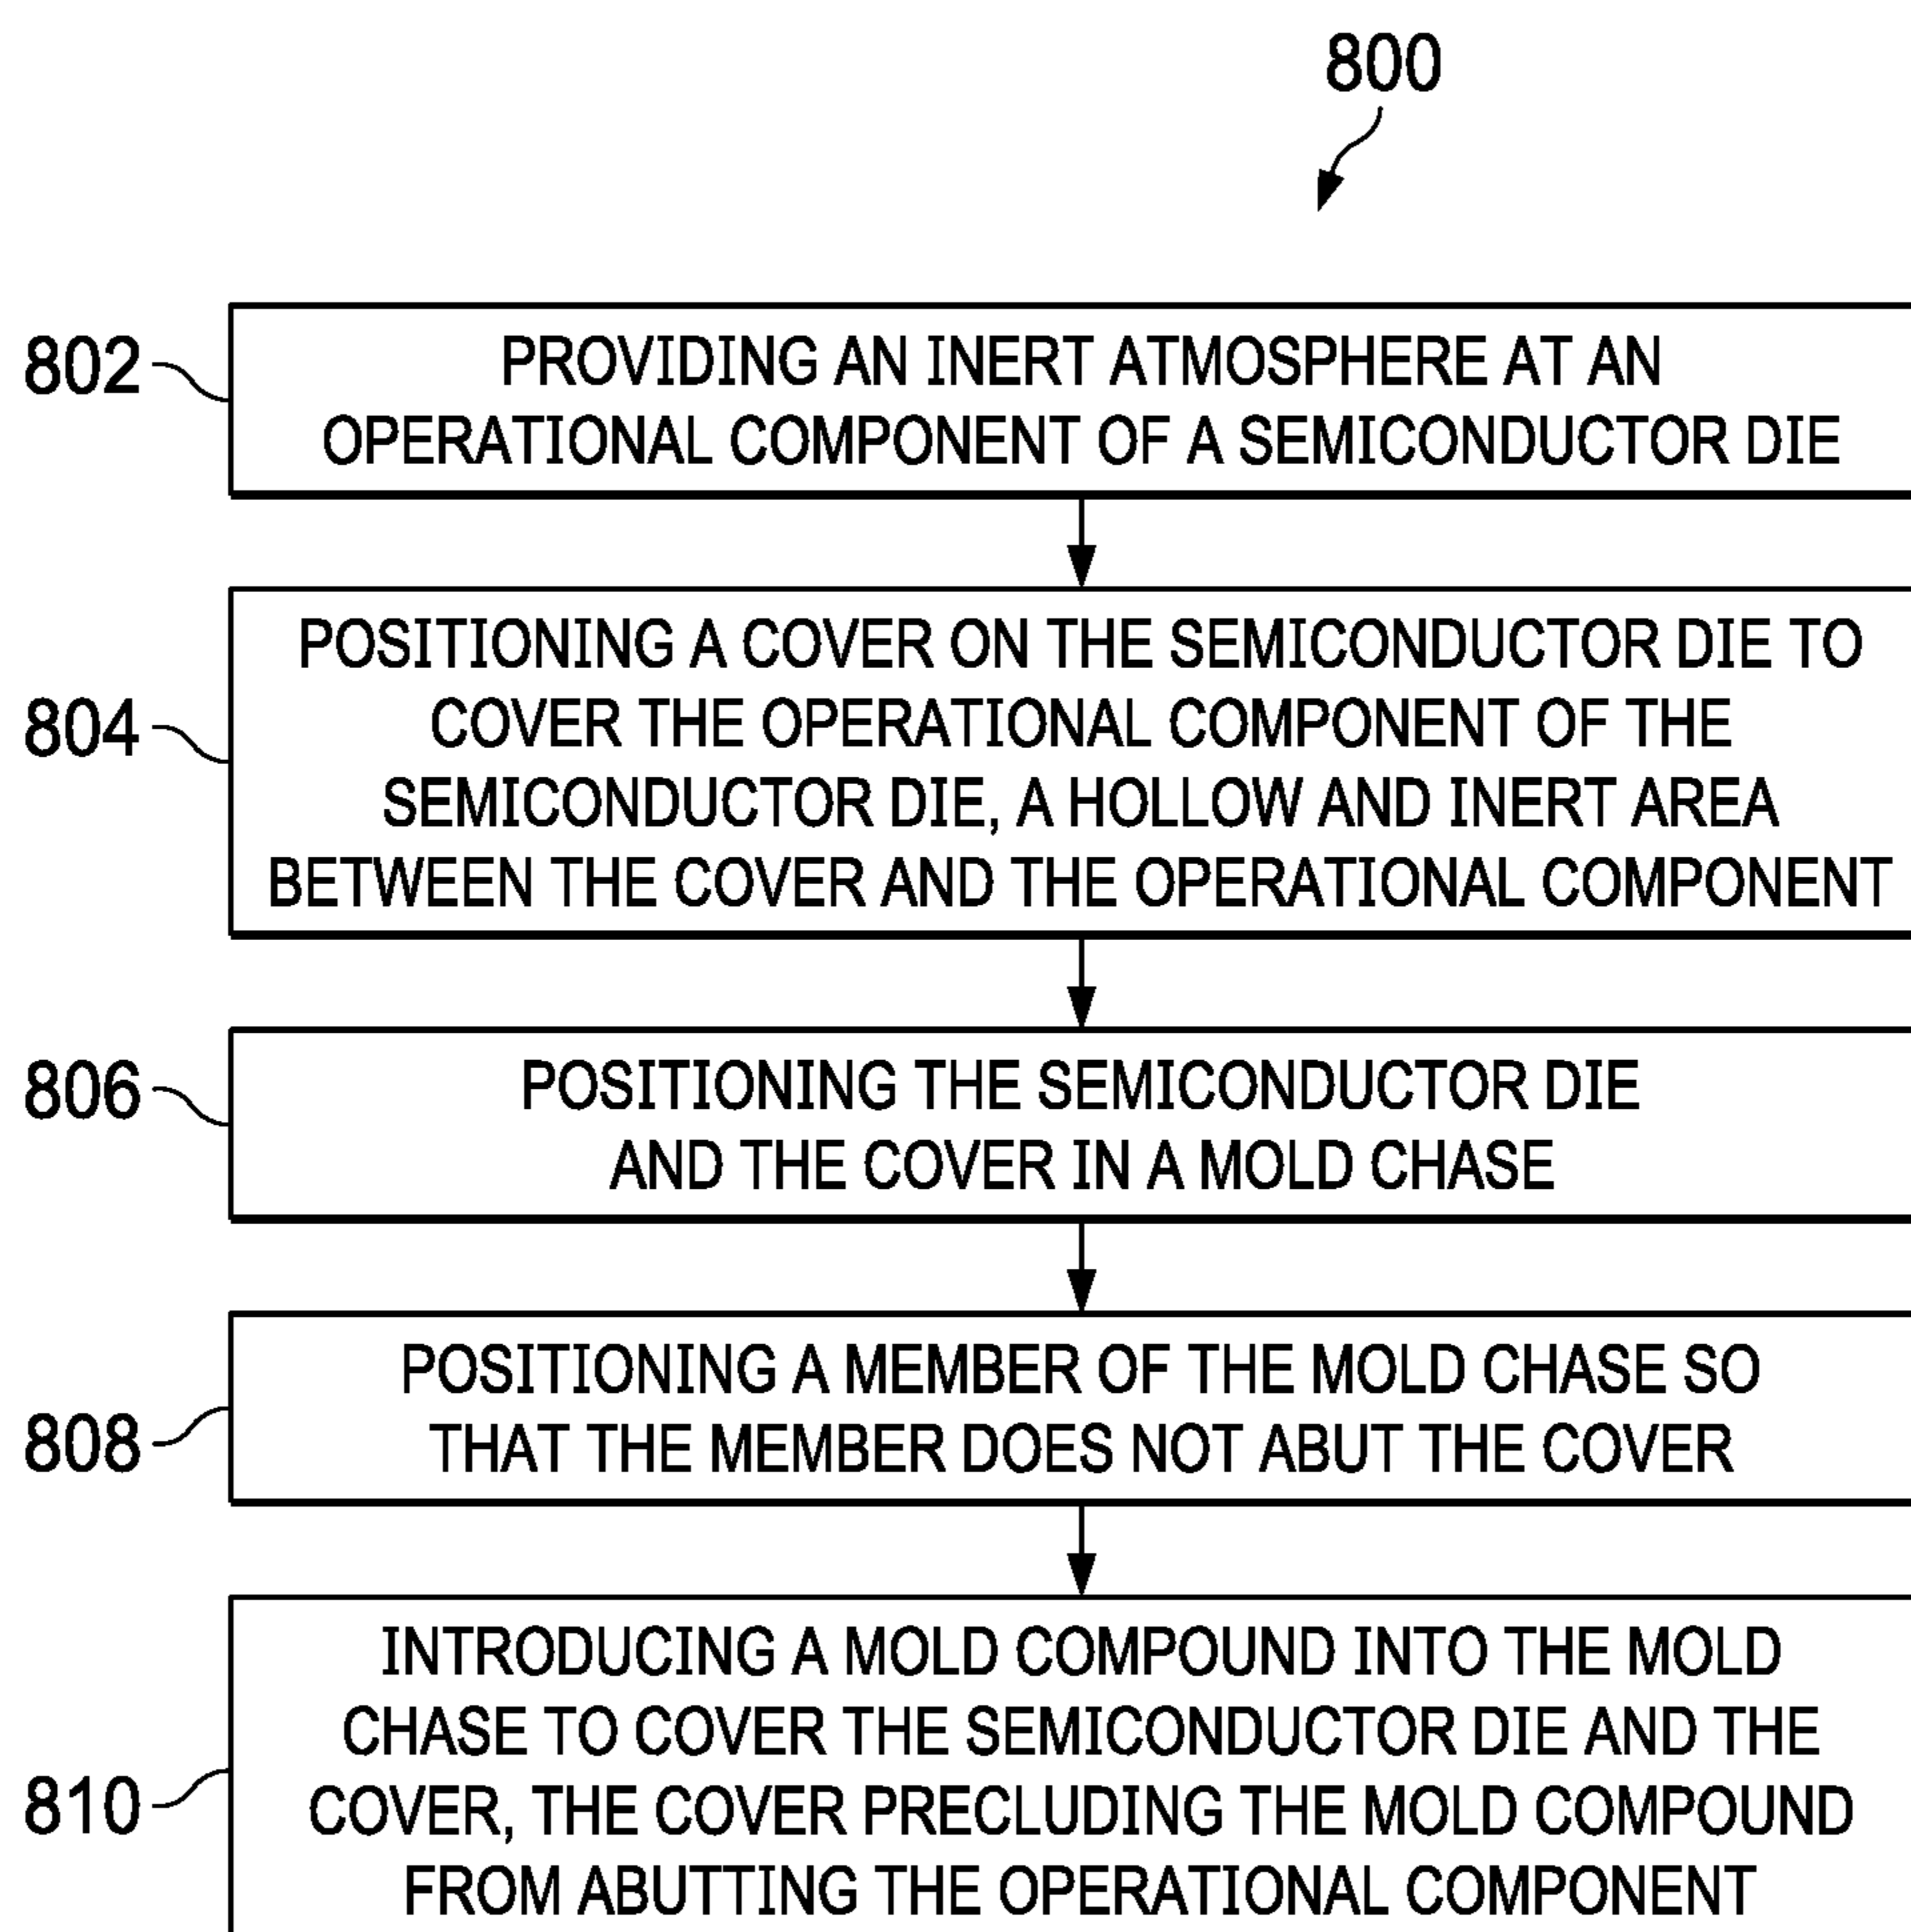 800
802
PROVIDING AN INERT ATMOSPHERE AT AN
OPERATIONAL COMPONENT OF A SEMICONDUCTOR DIE
804
POSITIONING A COVER ON THE SEMICONDUCTOR DIE TO
COVER THE OPERATIONAL COMPONENT OF THE
SEMICONDUCTOR DIE, A HOLLOW AND INERT AREA
BETWEEN THE COVER AND THE OPERATIONAL COMPONENT
806
POSITIONING THE SEMICONDUCTOR DIE
AND THE COVER IN A MOLD CHASE
808
POSITIONING A MEMBER OF THE MOLD CHASE SO
THAT THE MEMBER DOES NOT ABUT THE COVER
810
INTRODUCING A MOLD COMPOUND INTO THE MOLD
CHASE TO COVER THE SEMICONDUCTOR DIE AND THE
COVER, THE COVER PRECLUDING THE MOLD COMPOUND
FROM ABUTTING THE OPERATIONAL COMPONENT